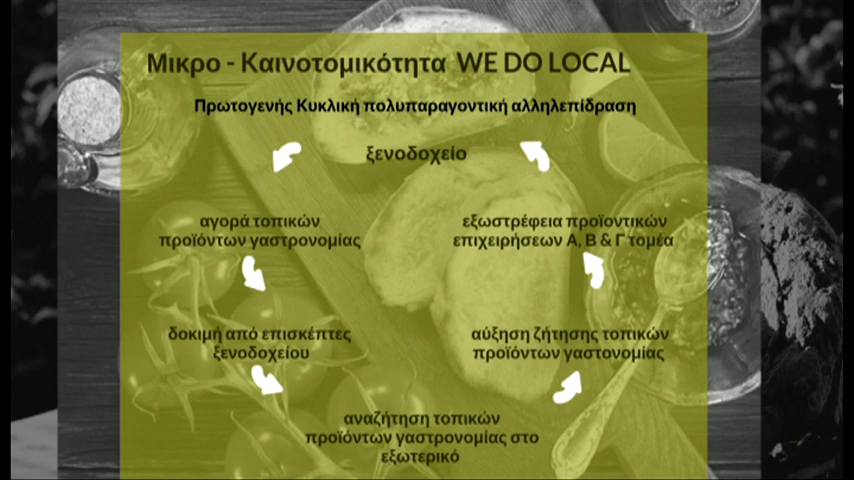 Μικρο - Καινοτομικότητα WE DO LOCAL
Πρωτογενής Κυκλική πολυπαραγοντική αλληλεπίδραση
ξενοδοχείο
αγορά τοπικών
προϊόντων γαστρονομίας
δοκιμή από επισκέπτες
ξενοδοχείου
αναζήτηση τοπικών
προϊόντων γαστρονομίας στο
εξωτερικό
αύξηση ζήτησης τοπικών
προϊόντων γαστονομίας
εξωστρέφεια προϊοντικών
επιχειρήσεων Α, Β & Γ τομέα